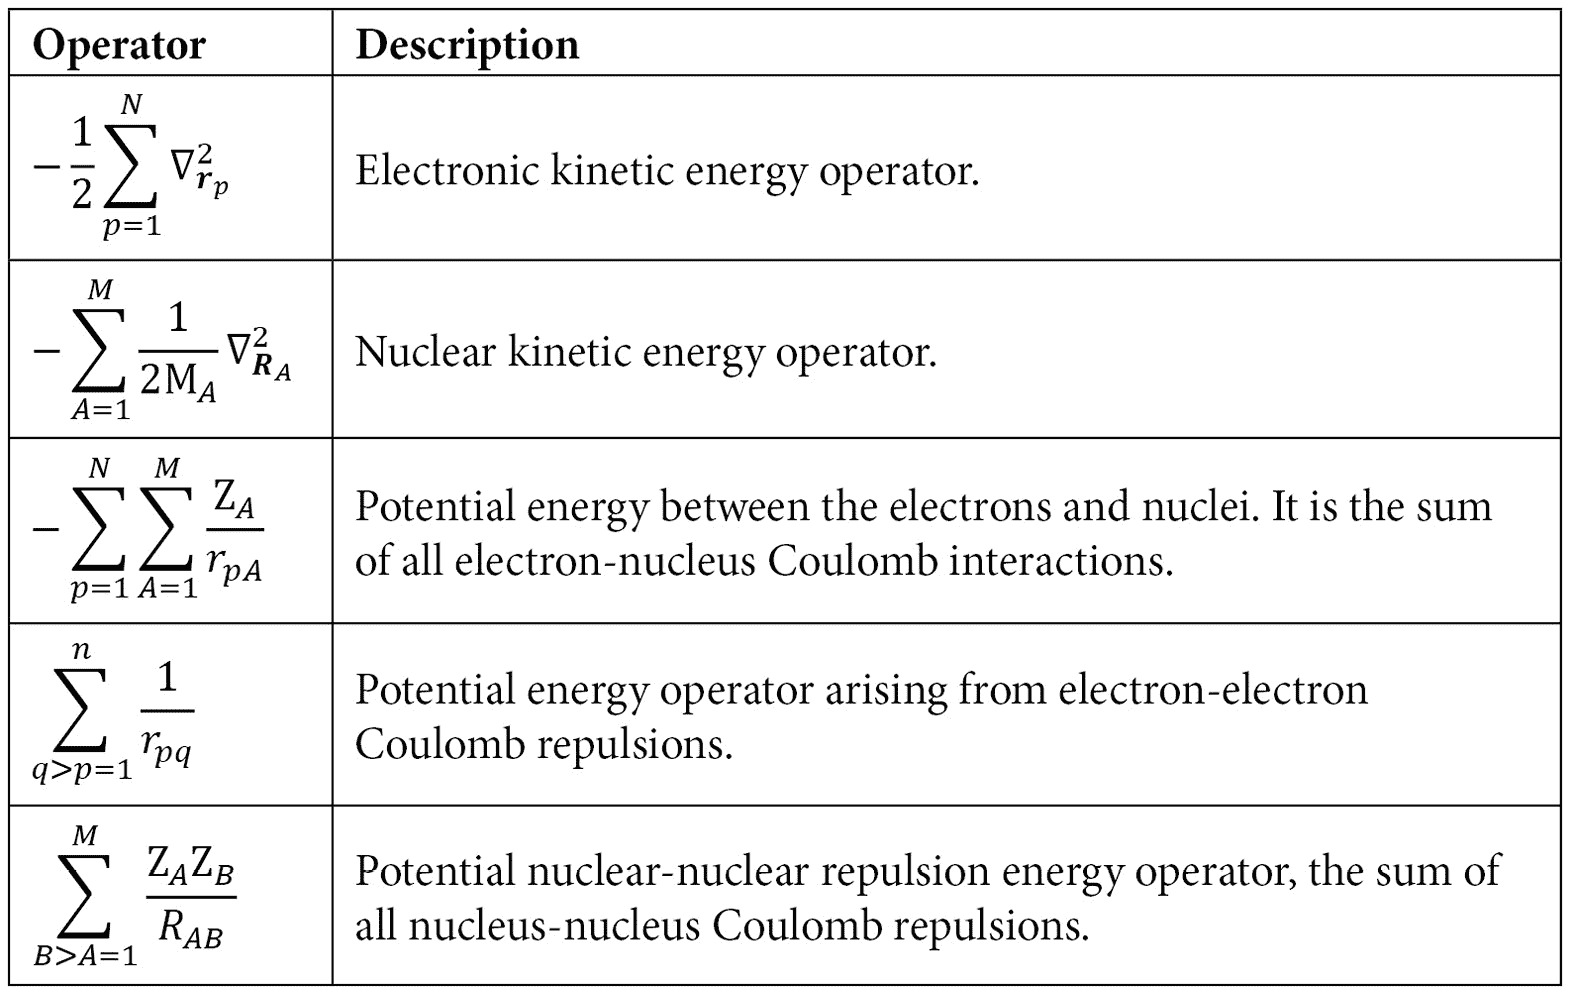 Operator Description
$-\frac{1}{2}\sum_{p=1}^{N}\nabla_{\boldsymbol{r}_p}^{2}$ Electronic kinetic energy operator.
$-\sum_{A=1}^{M}\frac{1}{2\mathrm{M}_A}\nabla_{\boldsymbol{R}_A}^{2}$ Nuclear kinetic energy operator.
$-\sum_{p=1}^{N}\sum_{A=1}^{M}\frac{\mathrm{Z}_A}{r_{pA}}$ Potential energy between the electrons and nuclei. It is the sum
of all electron-nucleus Coulomb interactions.
$\sum_{q>p=1}^{n}\frac{1}{r_{pq}}$ Potential energy operator arising from electron-electron
Coulomb repulsions.
$\sum_{B>A=1}^{M}\frac{\mathrm{Z}_A\mathrm{Z}_B}{R_{AB}}$ Potential nuclear-nuclear repulsion energy operator, the sum of
all nucleus-nucleus Coulomb repulsions.